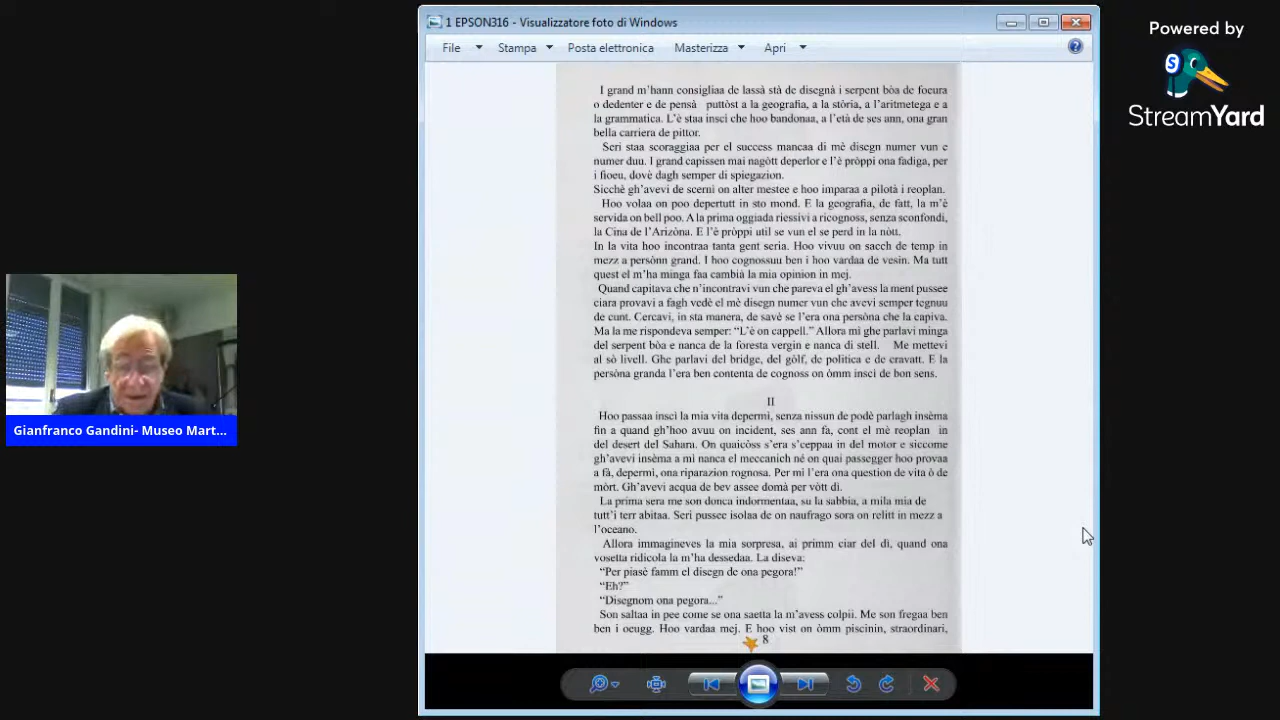 1 EPSON316 - Visualizzatore foto di Windows
File Stampa Posta elettronica Masterizza Apri
Powered by
StreamYard
I grand m'hann consigliaa de lassà stà de disegnà i serpent bòa de foeura
o dedenter e de pensà puttòst a la geografia, a la stòria, a l'aritmetega e a
la grammatica. L'è staa inscì che hoo bandonaa, a l'età de ses ann, ona gran
bella carriera de pittor.
Seri staa scoraggiaa per el success mancaa di mè disegn numer vun e
numer duu. I grand capissen mai nagòtt deperlor e l'è pròppi ona fadiga, per
i fioeu, dovè dagh semper di spiegazion.
Sicchè gh'avevi de scernì on alter mestee e hoo imparaa a pilotà i reoplan.
Hoo volaa on poo depertutt in sto mond. E la geografia, de fatt, la m'è
servida on bell poo. A la prima oggiada riessivi a ricognoss, senza sconfondi,
la Cina de l'Arizòna. E l'è pròppi util se vun el se perd in la nòtt.
In la vita hoo incontraa tanta gent seria. Hoo vivuu on sacch de temp in
mezz a persònn grand. I hoo cognossuu ben i hoo vardaa de vesin. Ma tutt
quest el m'ha minga faa cambià la mia opinion in mej.
Quand capitava che n'incontravi vun che pareva el gh'avess la ment pussee
ciara provavi a fagh vedè el mè disegn numer vun che avevi semper tegnuu
de cunt. Cercavi, in sta manera, de savè se l'era ona persòna che la capiva.
Ma la me rispondeva semper: "L'è on cappell." Allora mi ghe parlavi minga
del serpent bòa e nanca de la foresta vergin e nanca di stell. Me mettevi
al sò livell. Ghe parlavi del bridge, del gòlf, de politica e de cravatt. E la
persòna granda l'era ben contenta de cognoss on òmm inscì de bon sens.
II
Hoo passaa inscì la mia vita depermì, senza nissun de podè parlagh insèma
fin a quand gh'hoo avuu on incident, ses ann fa, cont el mè reoplan in
del desert del Sahara. On quaicòss s'era s'ceppaa in del motor e siccome
gh'avevi insèma a mi nanca el meccanich né on quai passegger hoo provaa
a fà, depermì, ona riparazion rognosa. Per mì l'era ona question de vita ò de
mòrt. Gh'avevi acqua de bev assee domà per vòtt dì.
La prima sera me son donca indormentaa, su la sabbia, a mila mia de
tutt'i terr abitaa. Seri pussee isolaa de on naufrago sora on relitt in mezz a
l'oceano.
Allora immagineves la mia sorpresa, ai primm ciar del dì, quand ona
vosetta ridicola la m'ha dessedaa. La diseva:
"Per piasè famm el disegn de ona pegora!"
"Eh?"
"Disegnom ona pegora..."
Son saltaa in pee come se ona saetta la m'avess colpii. Me son fregaa ben
ben i oeugg. Hoo vardaa mej. E hoo vist on òmm piscinin, straordinari,
8
Gianfranco Gandini- Museo Mart...